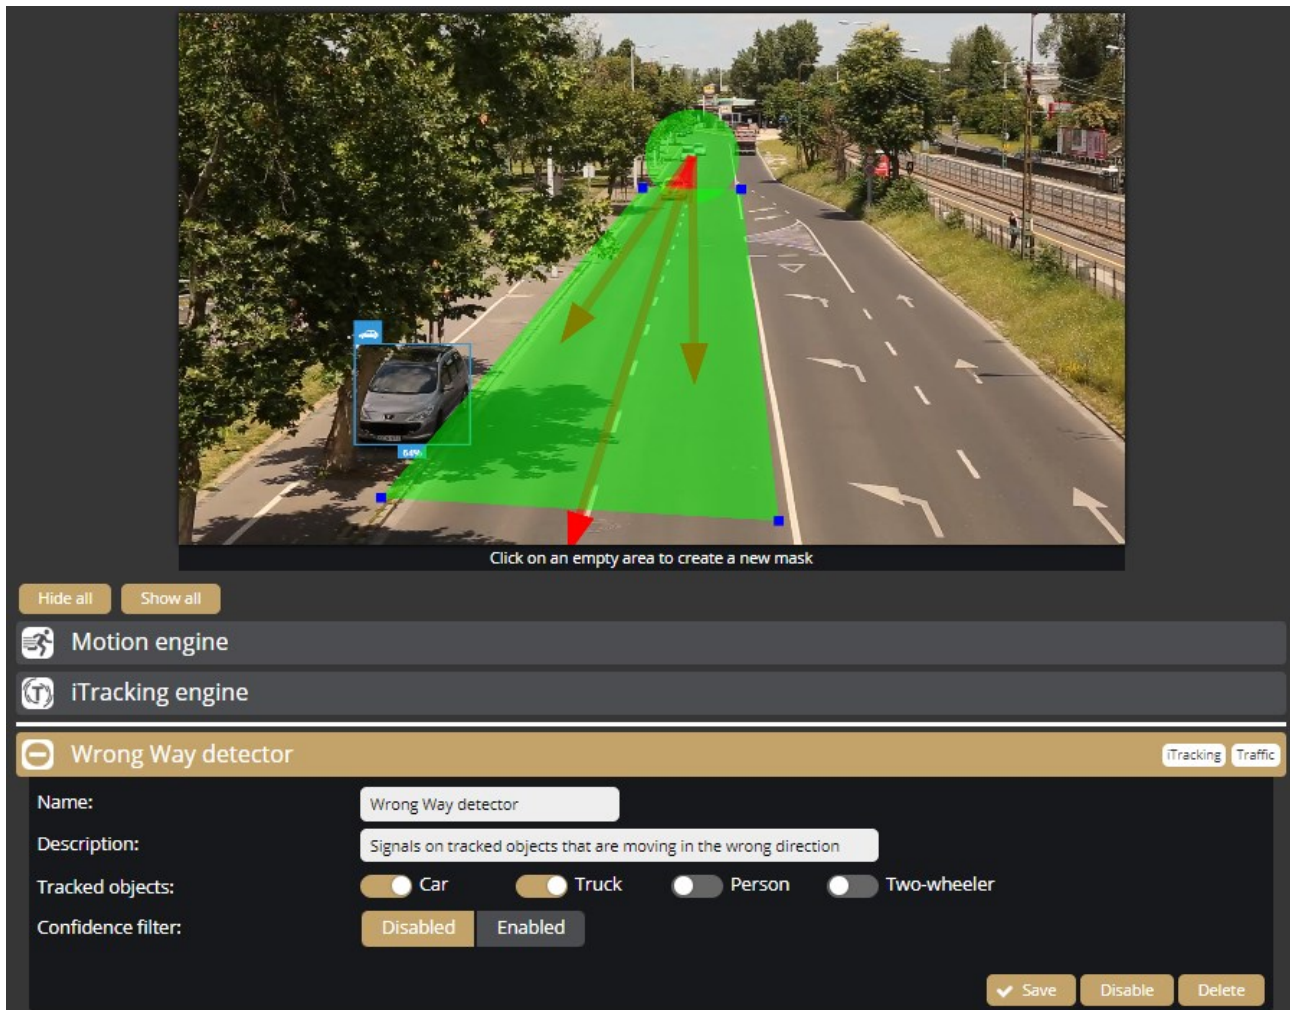 64%
Click on an empty area to create a new mask
Hide all Show all
Motion engine
iTracking engine
Wrong Way detector iTracking Traffic
Name: Wrong Way detector
Description: Signals on tracked objects that are moving in the wrong direction
Tracked objects: Car Truck Person Two-wheeler
Confidence filter: Disabled Enabled
Save Disable Delete